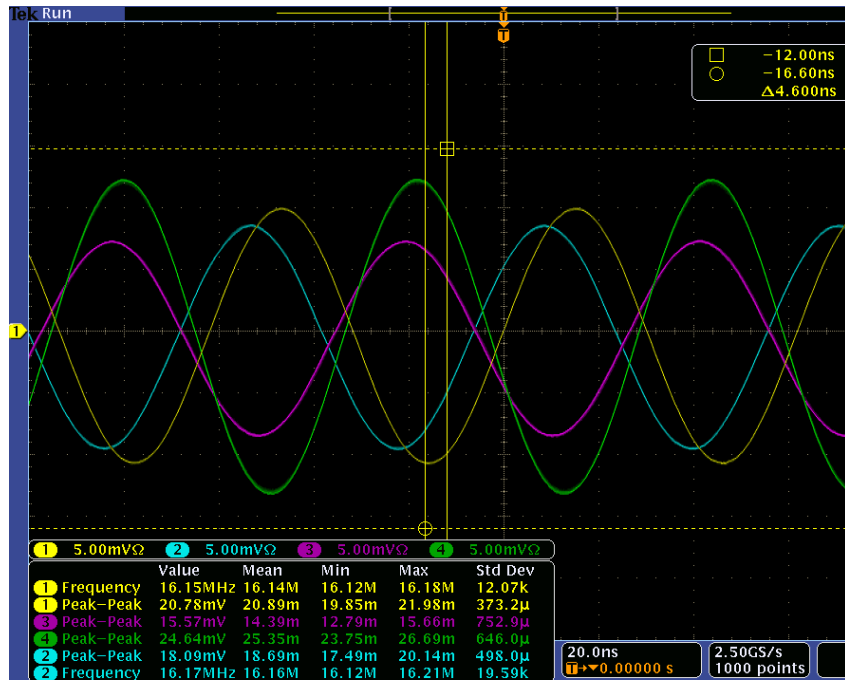 Tek Run
T
T
−12.00ns
−16.60ns
Δ4.600ns
1
1 5.00mVΩ 2 5.00mVΩ 3 5.00mVΩ 4 5.00mVΩ
Value Mean Min Max Std Dev
1 Frequency 16.15MHz 16.14M 16.12M 16.18M 12.07k
1 Peak−Peak 20.78mV 20.89m 19.85m 21.98m 373.2µ
3 Peak−Peak 15.57mV 14.39m 12.79m 15.66m 752.9µ
4 Peak−Peak 24.64mV 25.35m 23.75m 26.69m 646.0µ
2 Peak−Peak 18.09mV 18.69m 17.49m 20.14m 498.0µ
2 Frequency 16.17MHz 16.16M 16.12M 16.21M 19.59k
20.0ns
T→▼0.00000 s
2.50GS/s
1000 points